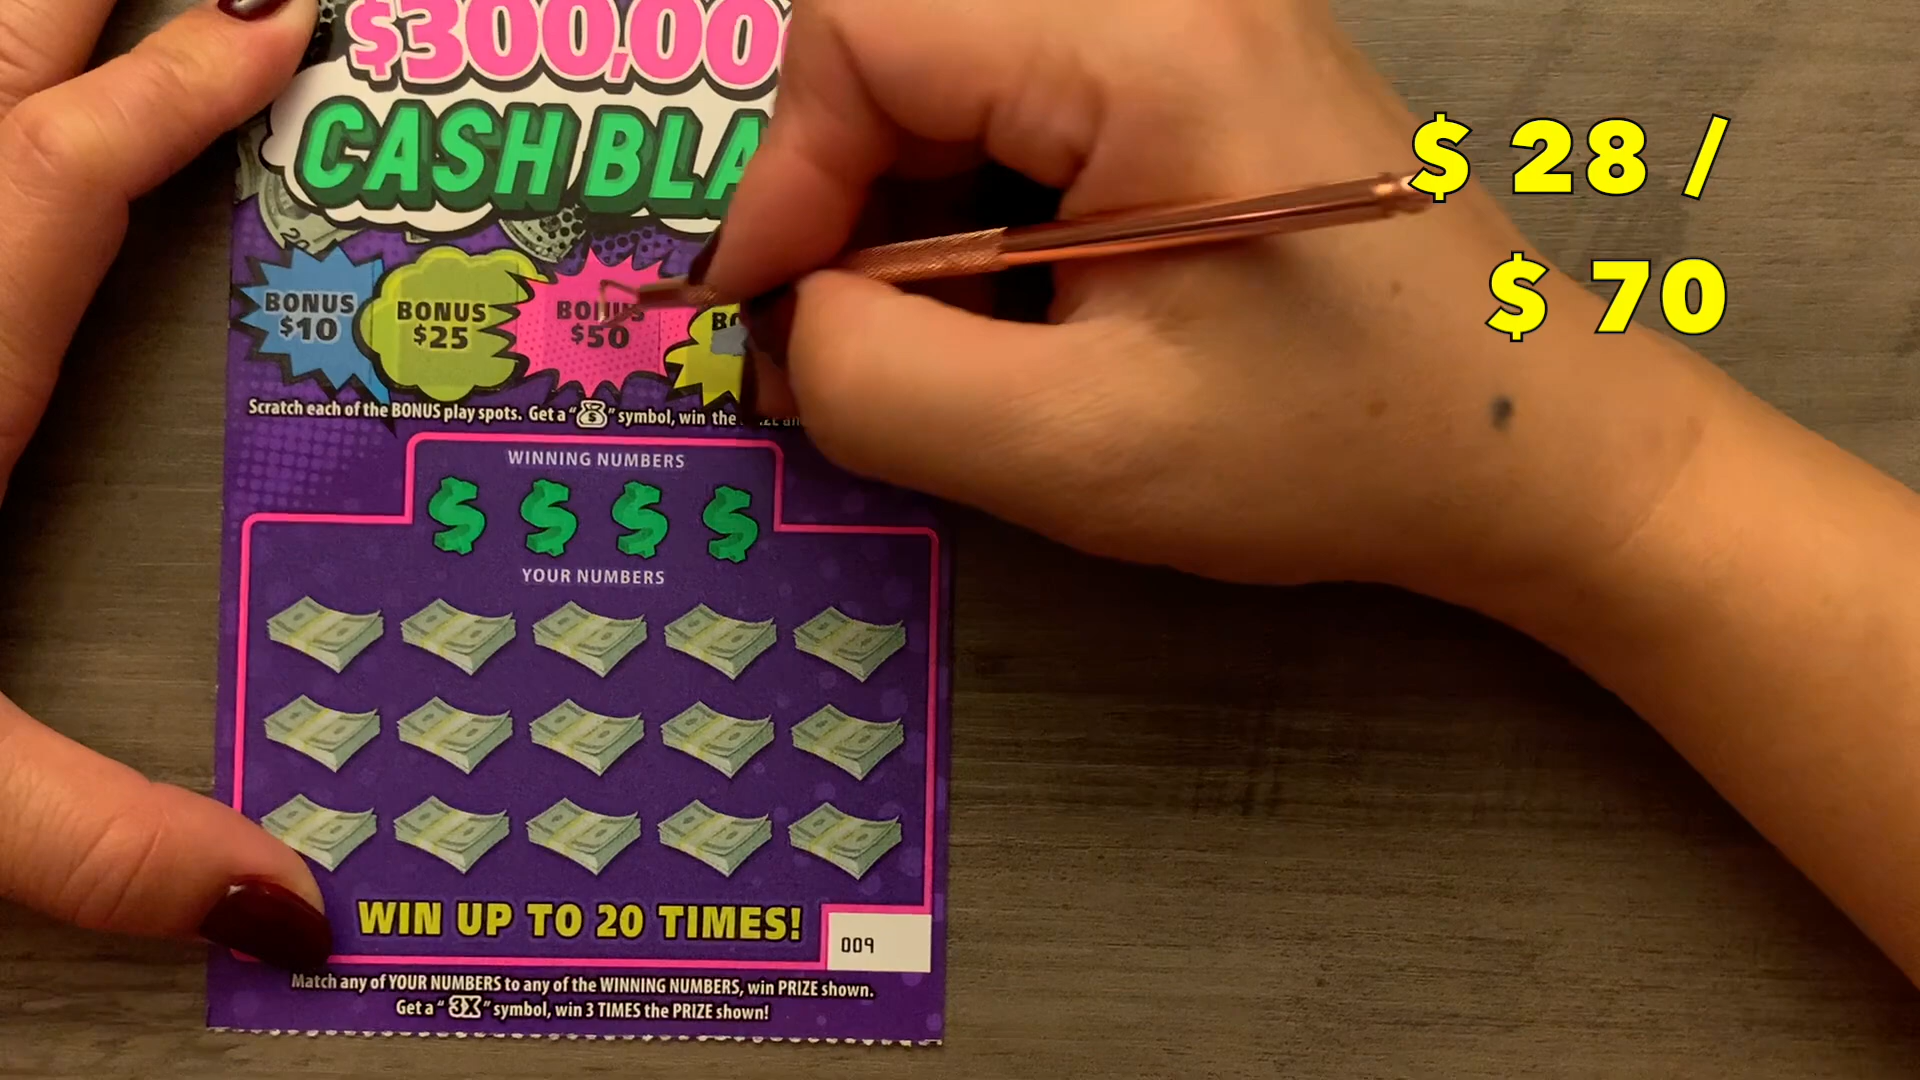 $300,00
CASH BLA
$ 28 /
$ 70
BONUS
$10
BONUS
$25
BONUS
$50
Scratch each of the BONUS play spots. Get a " " symbol, win the
WINNING NUMBERS
$ $ $ $
YOUR NUMBERS
WIN UP TO 20 TIMES!
009
Match any of YOUR NUMBERS to any of the WINNING NUMBERS, win PRIZE shown.
Get a "3X" symbol, win 3 TIMES the PRIZE shown!